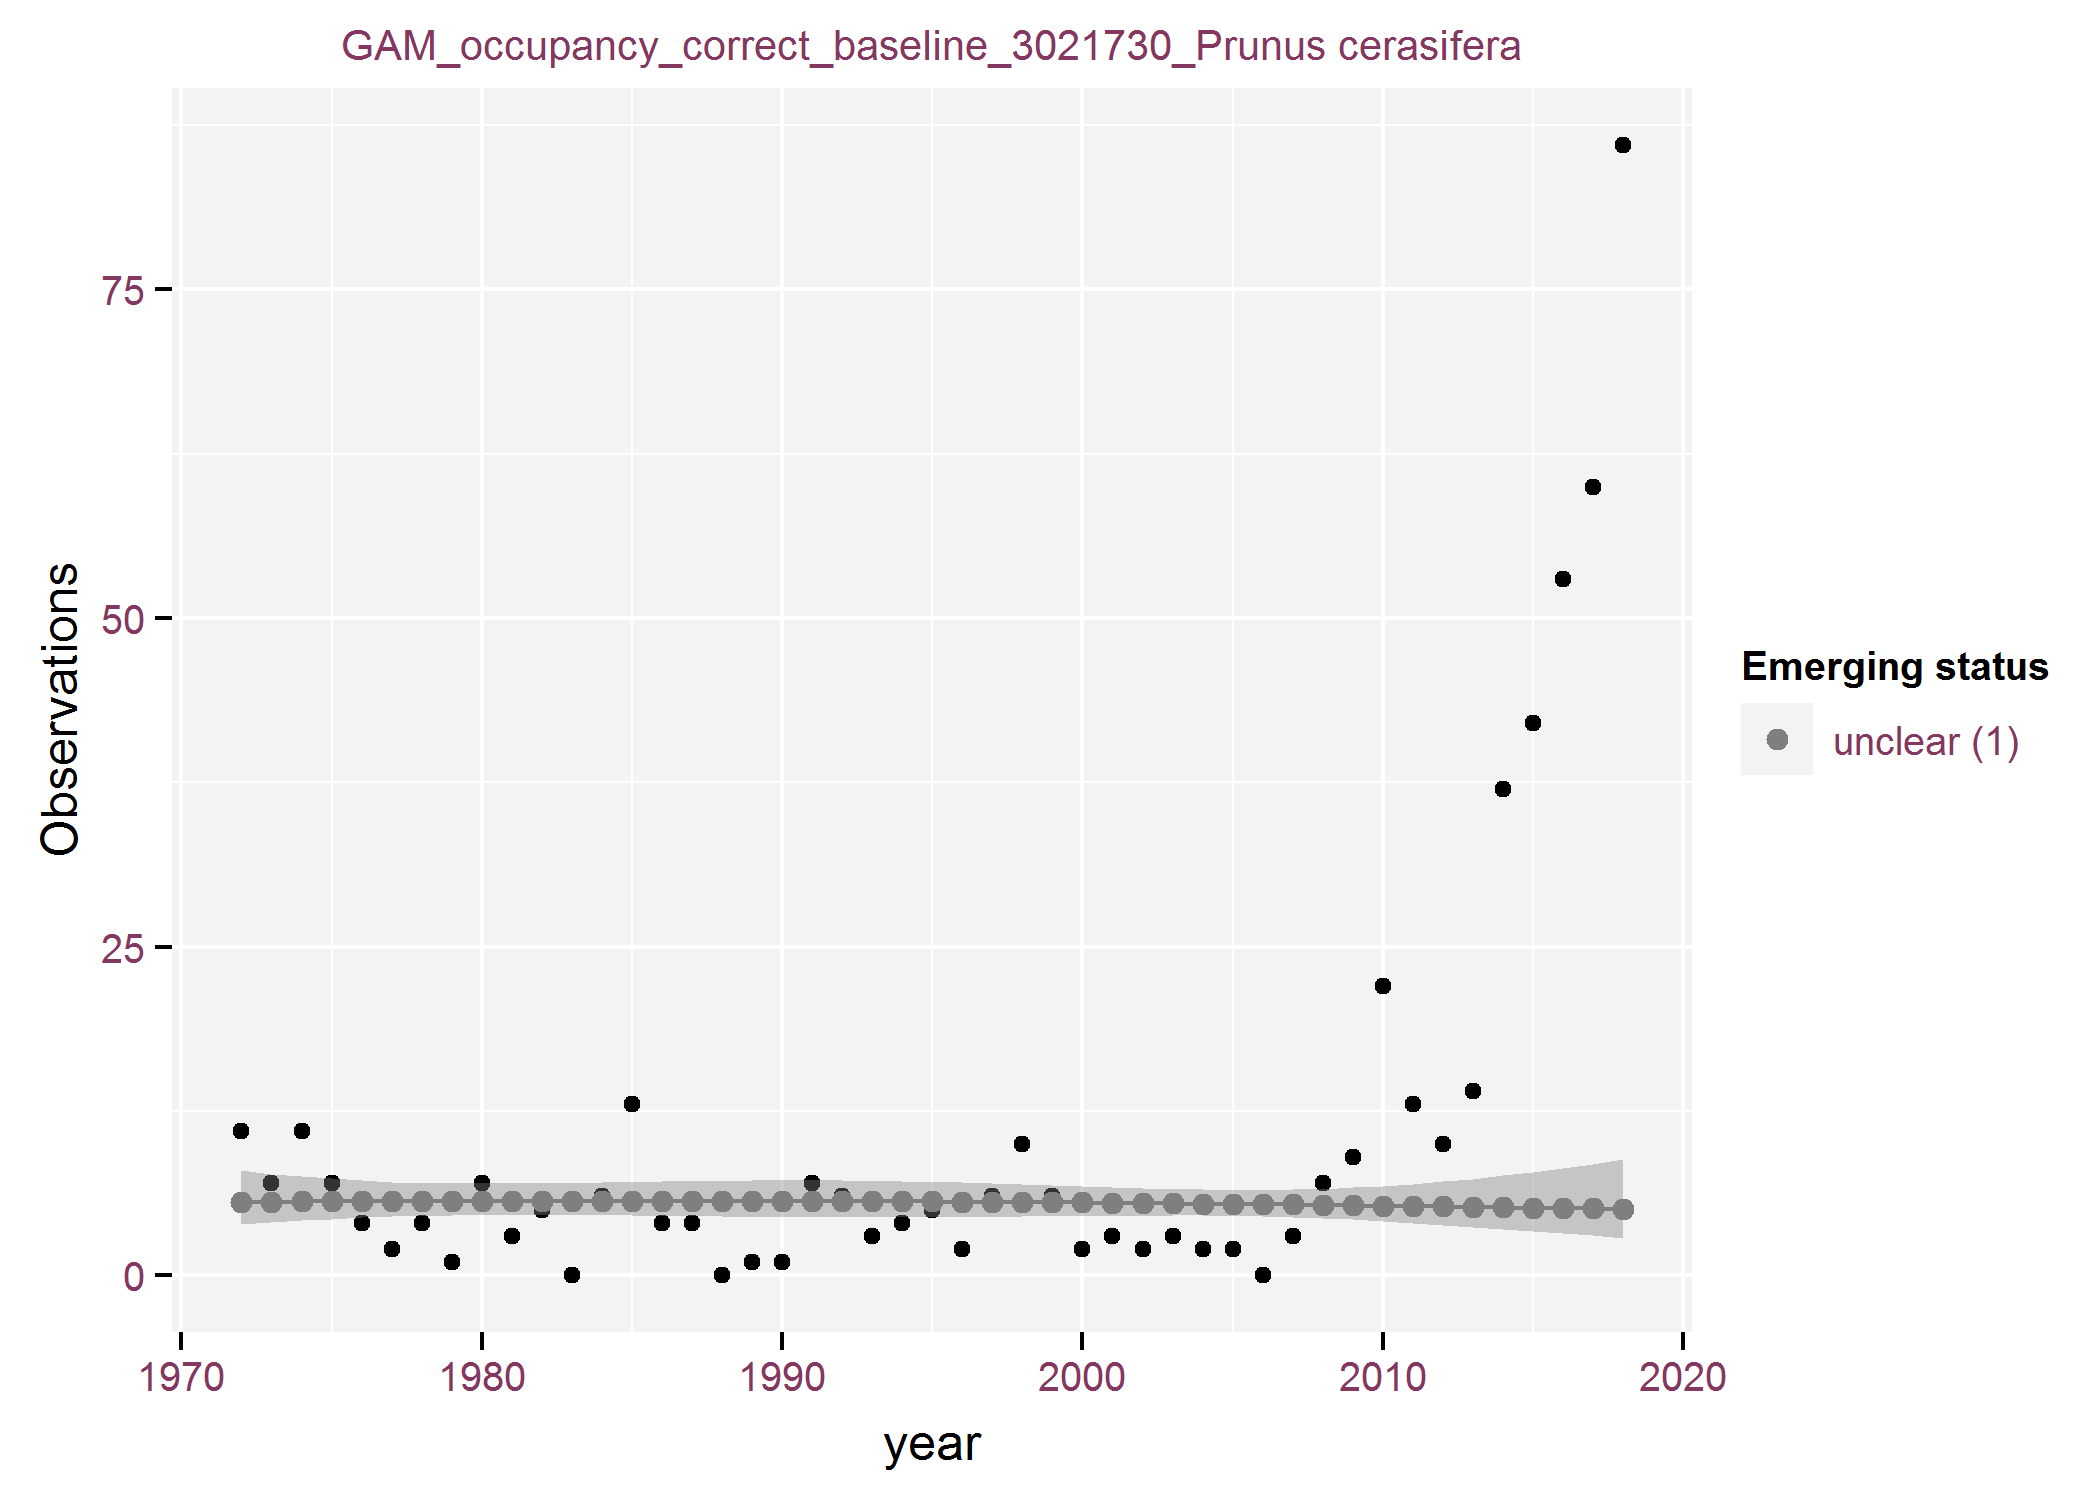 GAM_occupancy_correct_baseline_3021730_Prunus cerasifera
75
50
25
0
Observations
1970 1980 1990 2000 2010 2020
year
Emerging status
unclear (1)